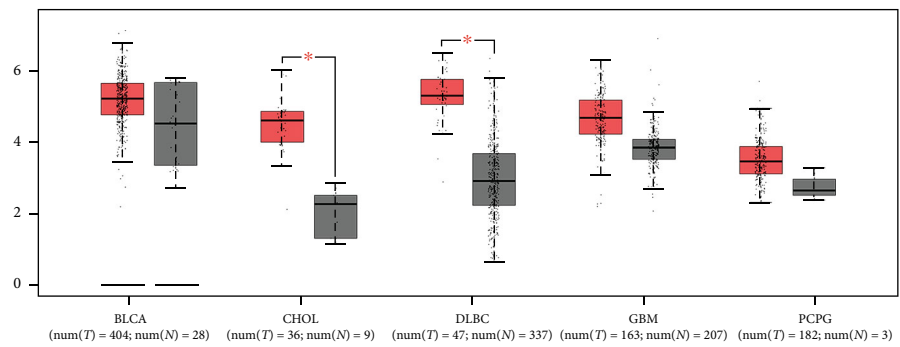 *
*
6
4
2
0
BLCA
(num(T) = 404; num(N) = 28)
CHOL
(num(T) = 36; num(N) = 9)
DLBC
(num(T) = 47; num(N) = 337)
GBM
(num(T) = 163; num(N) = 207)
PCPG
(num(T) = 182; num(N) = 3)